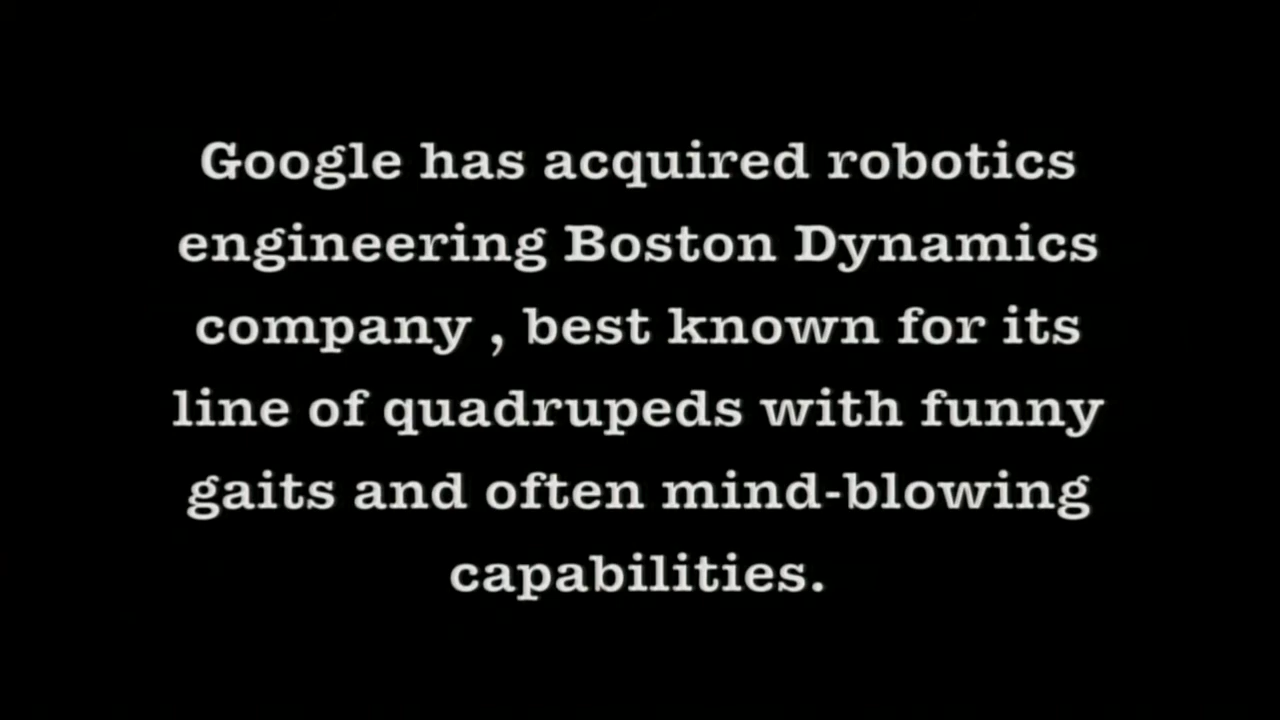 Google has acquired robotics
engineering Boston Dynamics
company , best known for its
line of quadrupeds with funny
gaits and often mind-blowing
capabilities.